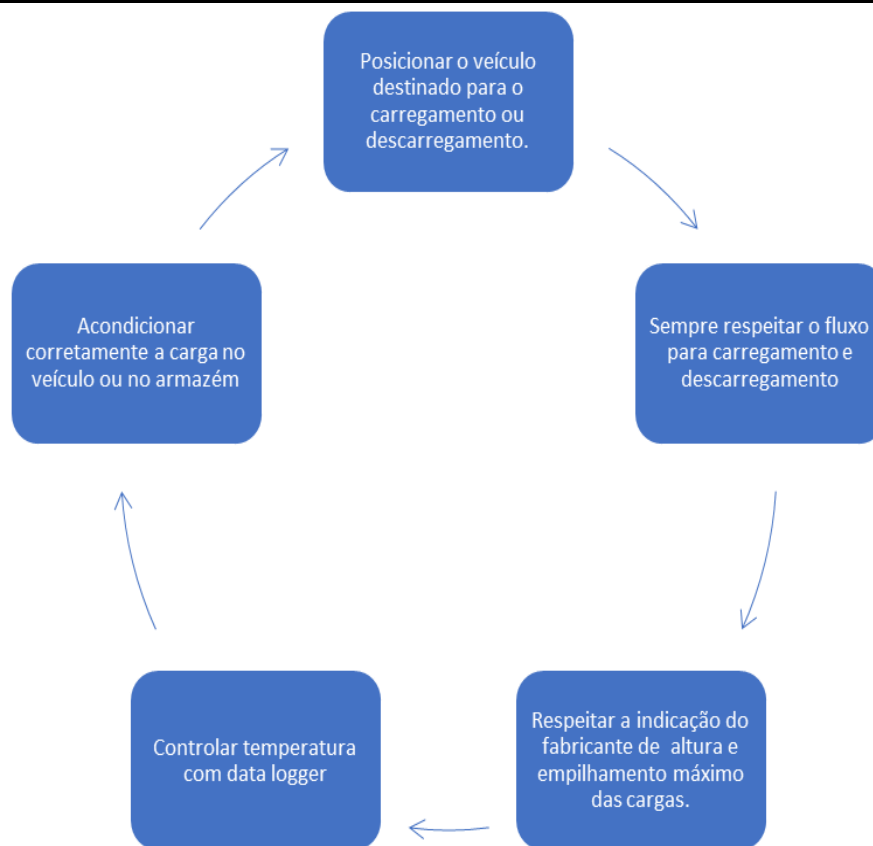 Posicionar o veículo
destinado para o
carregamento ou
descarregamento.
Sempre respeitar o fluxo
para carregamento e
descarregamento
Respeitar a indicação do
fabricante de altura e
empilhamento máximo
das cargas.
Controlar temperatura
com data logger
Acondicionar
corretamente a carga no
veículo ou no armazém